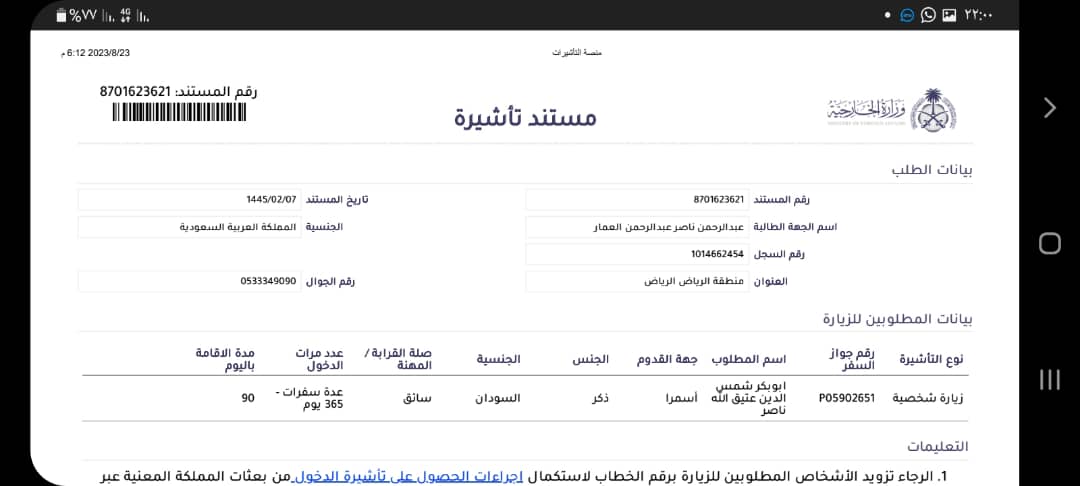 %٧٧ 4G ٢٢:٠٠
6:12 2023/8/23 م
منصة التأشيرات
وزارة الخارجية
مستند تأشيرة
رقم المستند: 8701623621
بيانات الطلب
رقم المستند 8701623621 تاريخ المستند 1445/02/07
اسم الجهة الطالبة عبدالرحمن ناصر عبدالرحمن العمار الجنسية المملكة العربية السعودية
رقم السجل 1014662454
العنوان منطقة الرياض الرياض رقم الجوال 0533349090
بيانات المطلوبين للزيارة
نوع التأشيرة رقم جواز السفر اسم المطلوب جهة القدوم الجنس الجنسية صلة القرابة / المهنة عدد مرات الدخول مدة الاقامة باليوم
زيارة شخصية P05902651 ابوبكر شمس الدين عتيق الله ناصر أسمرا ذكر السودان سائق عدة سفرات - 365 يوم 90
التعليمات
1. الرجاء تزويد الأشخاص المطلوبين للزيارة برقم الخطاب لاستكمال اجراءات الحصول على تأشيرة الدخول من بعثات المملكة المعنية عبر